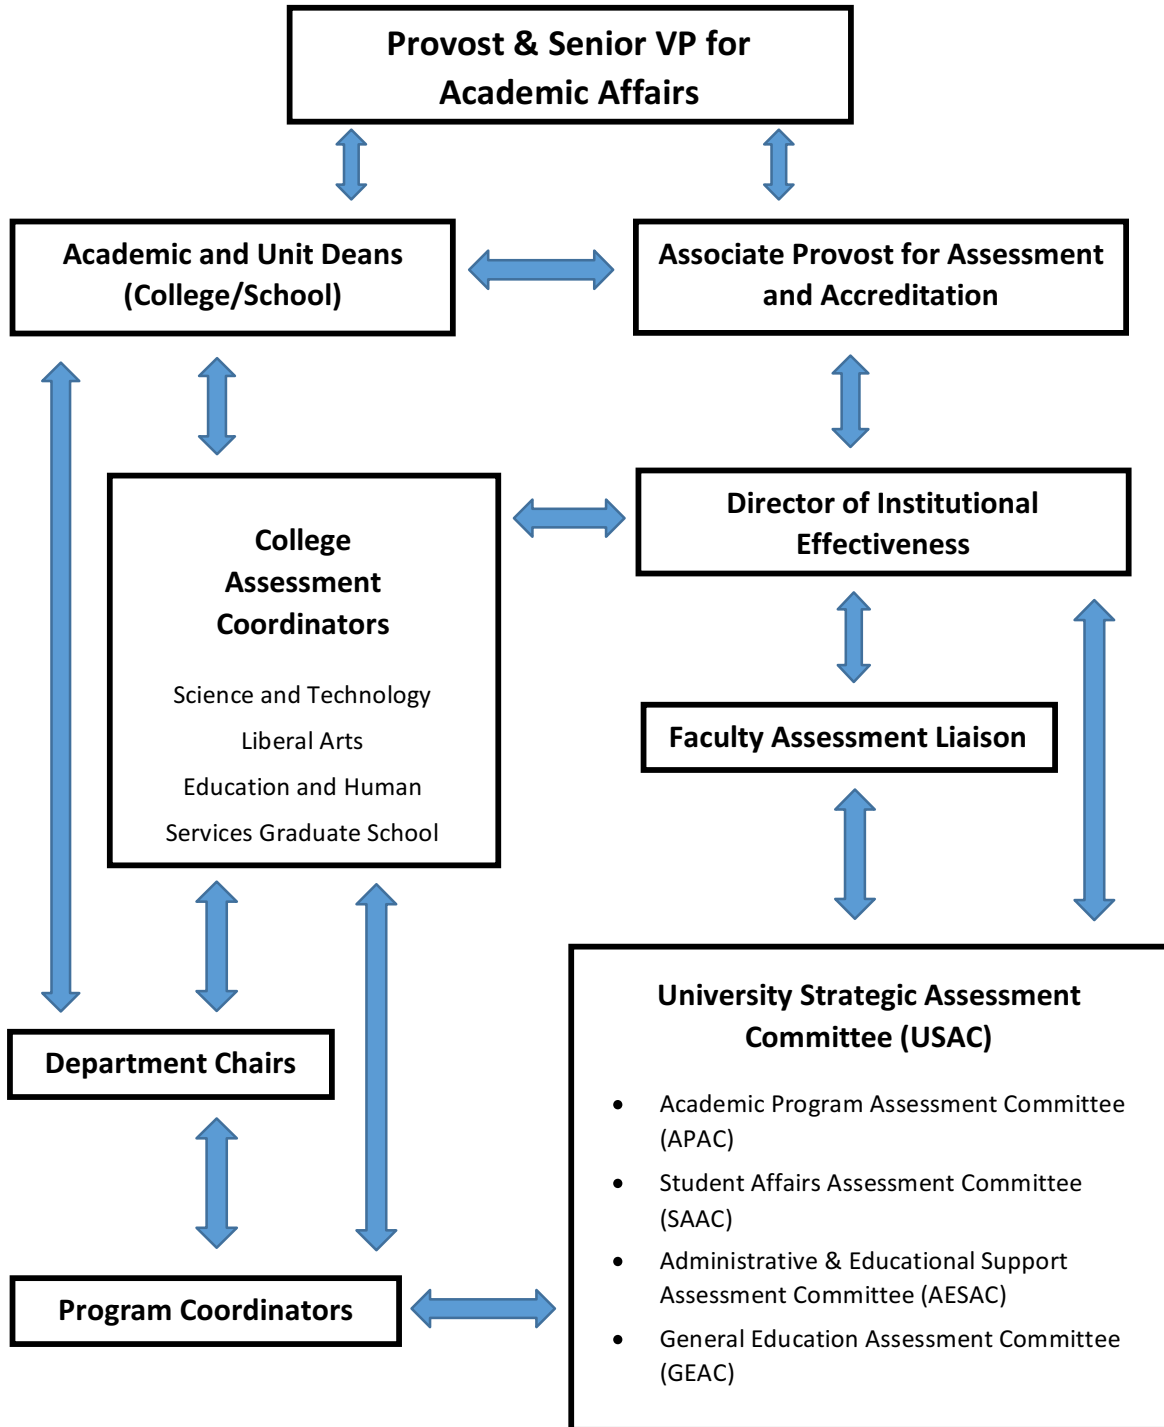 Provost & Senior VP for
Academic Affairs
Academic and Unit Deans
(College/School)
Associate Provost for Assessment
and Accreditation
College
Assessment
Coordinators
Science and Technology
Liberal Arts
Education and Human
Services Graduate School
Director of Institutional
Effectiveness
Faculty Assessment Liaison
Department Chairs
Program Coordinators
University Strategic Assessment
Committee (USAC)
• Academic Program Assessment Committee
(APAC)
• Student Affairs Assessment Committee
(SAAC)
• Administrative & Educational Support
Assessment Committee (AESAC)
• General Education Assessment Committee
(GEAC)